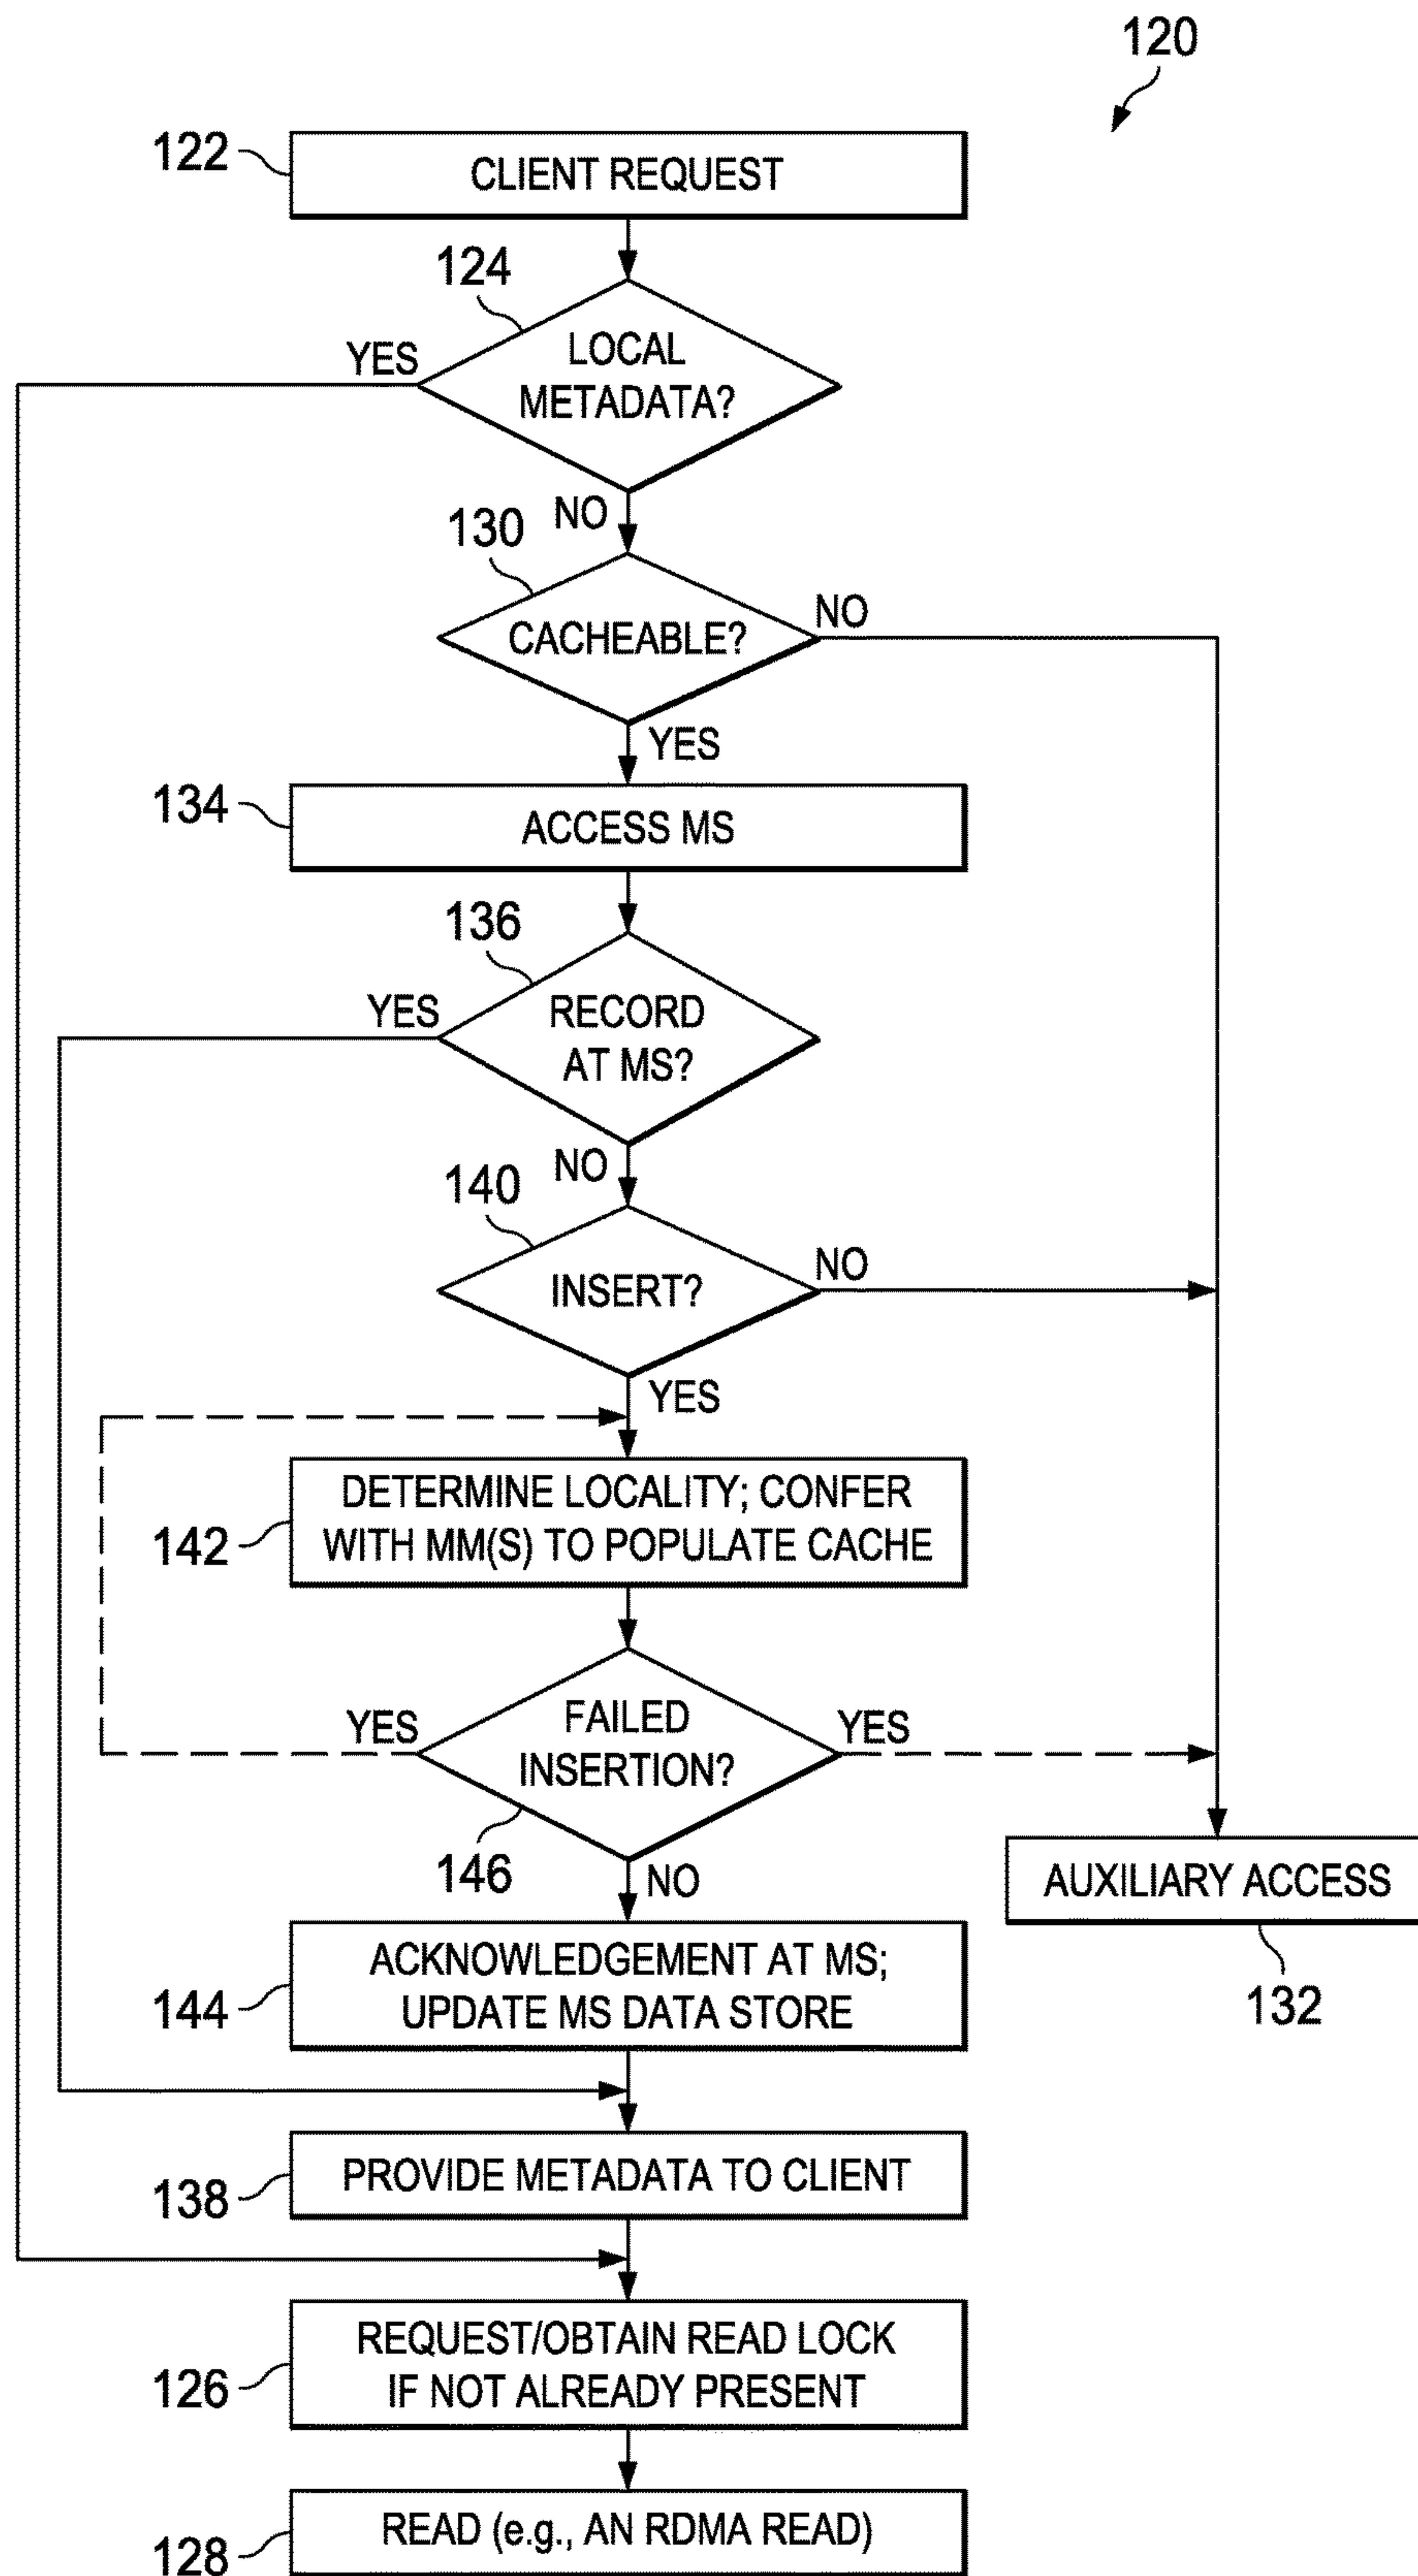 120
122
CLIENT REQUEST
124
YES
LOCAL
METADATA?
NO
130
NO
CACHEABLE?
YES
134
ACCESS MS
136
YES
RECORD
AT MS?
NO
140
NO
INSERT?
YES
DETERMINE LOCALITY; CONFER
WITH MM(S) TO POPULATE CACHE
142
YES
FAILED
INSERTION?
YES
146
NO
AUXILIARY ACCESS
132
ACKNOWLEDGEMENT AT MS;
UPDATE MS DATA STORE
144
PROVIDE METADATA TO CLIENT
138
REQUEST/OBTAIN READ LOCK
IF NOT ALREADY PRESENT
126
READ (e.g., AN RDMA READ)
128